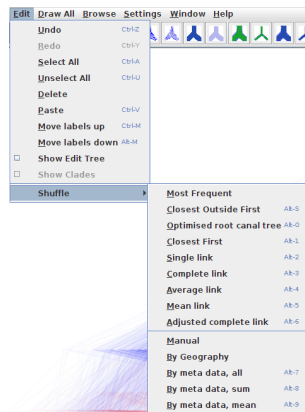 Edit Draw All Browse Settings Window Help
Undo Ctrl-Z
Redo Ctrl-Y
Select All Ctrl-A
Unselect All Ctrl-U
Delete
Paste Ctrl-V
Move labels up Ctrl-M
Move labels down Alt-M
Show Edit Tree
Show Clades
Shuffle
Most Frequent
Closest Outside First Alt-S
Optimised root canal tree Alt-O
Closest First Alt-1
Single link Alt-2
Complete link Alt-3
Average link Alt-4
Mean link Alt-5
Adjusted complete link Alt-6
Manual
By Geography
By meta data, all Alt-7
By meta data, sum Alt-8
By meta data, mean Alt-9